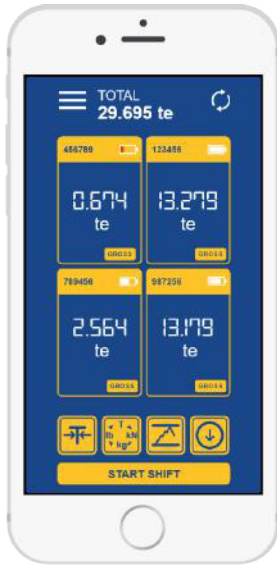 TOTAL
29.695 te
456789
0.674
te
GROSS
123456
13.279
te
GROSS
789456
2.564
te
GROSS
987256
13.179
te
GROSS
T
lb kN
kg
START SHIFT